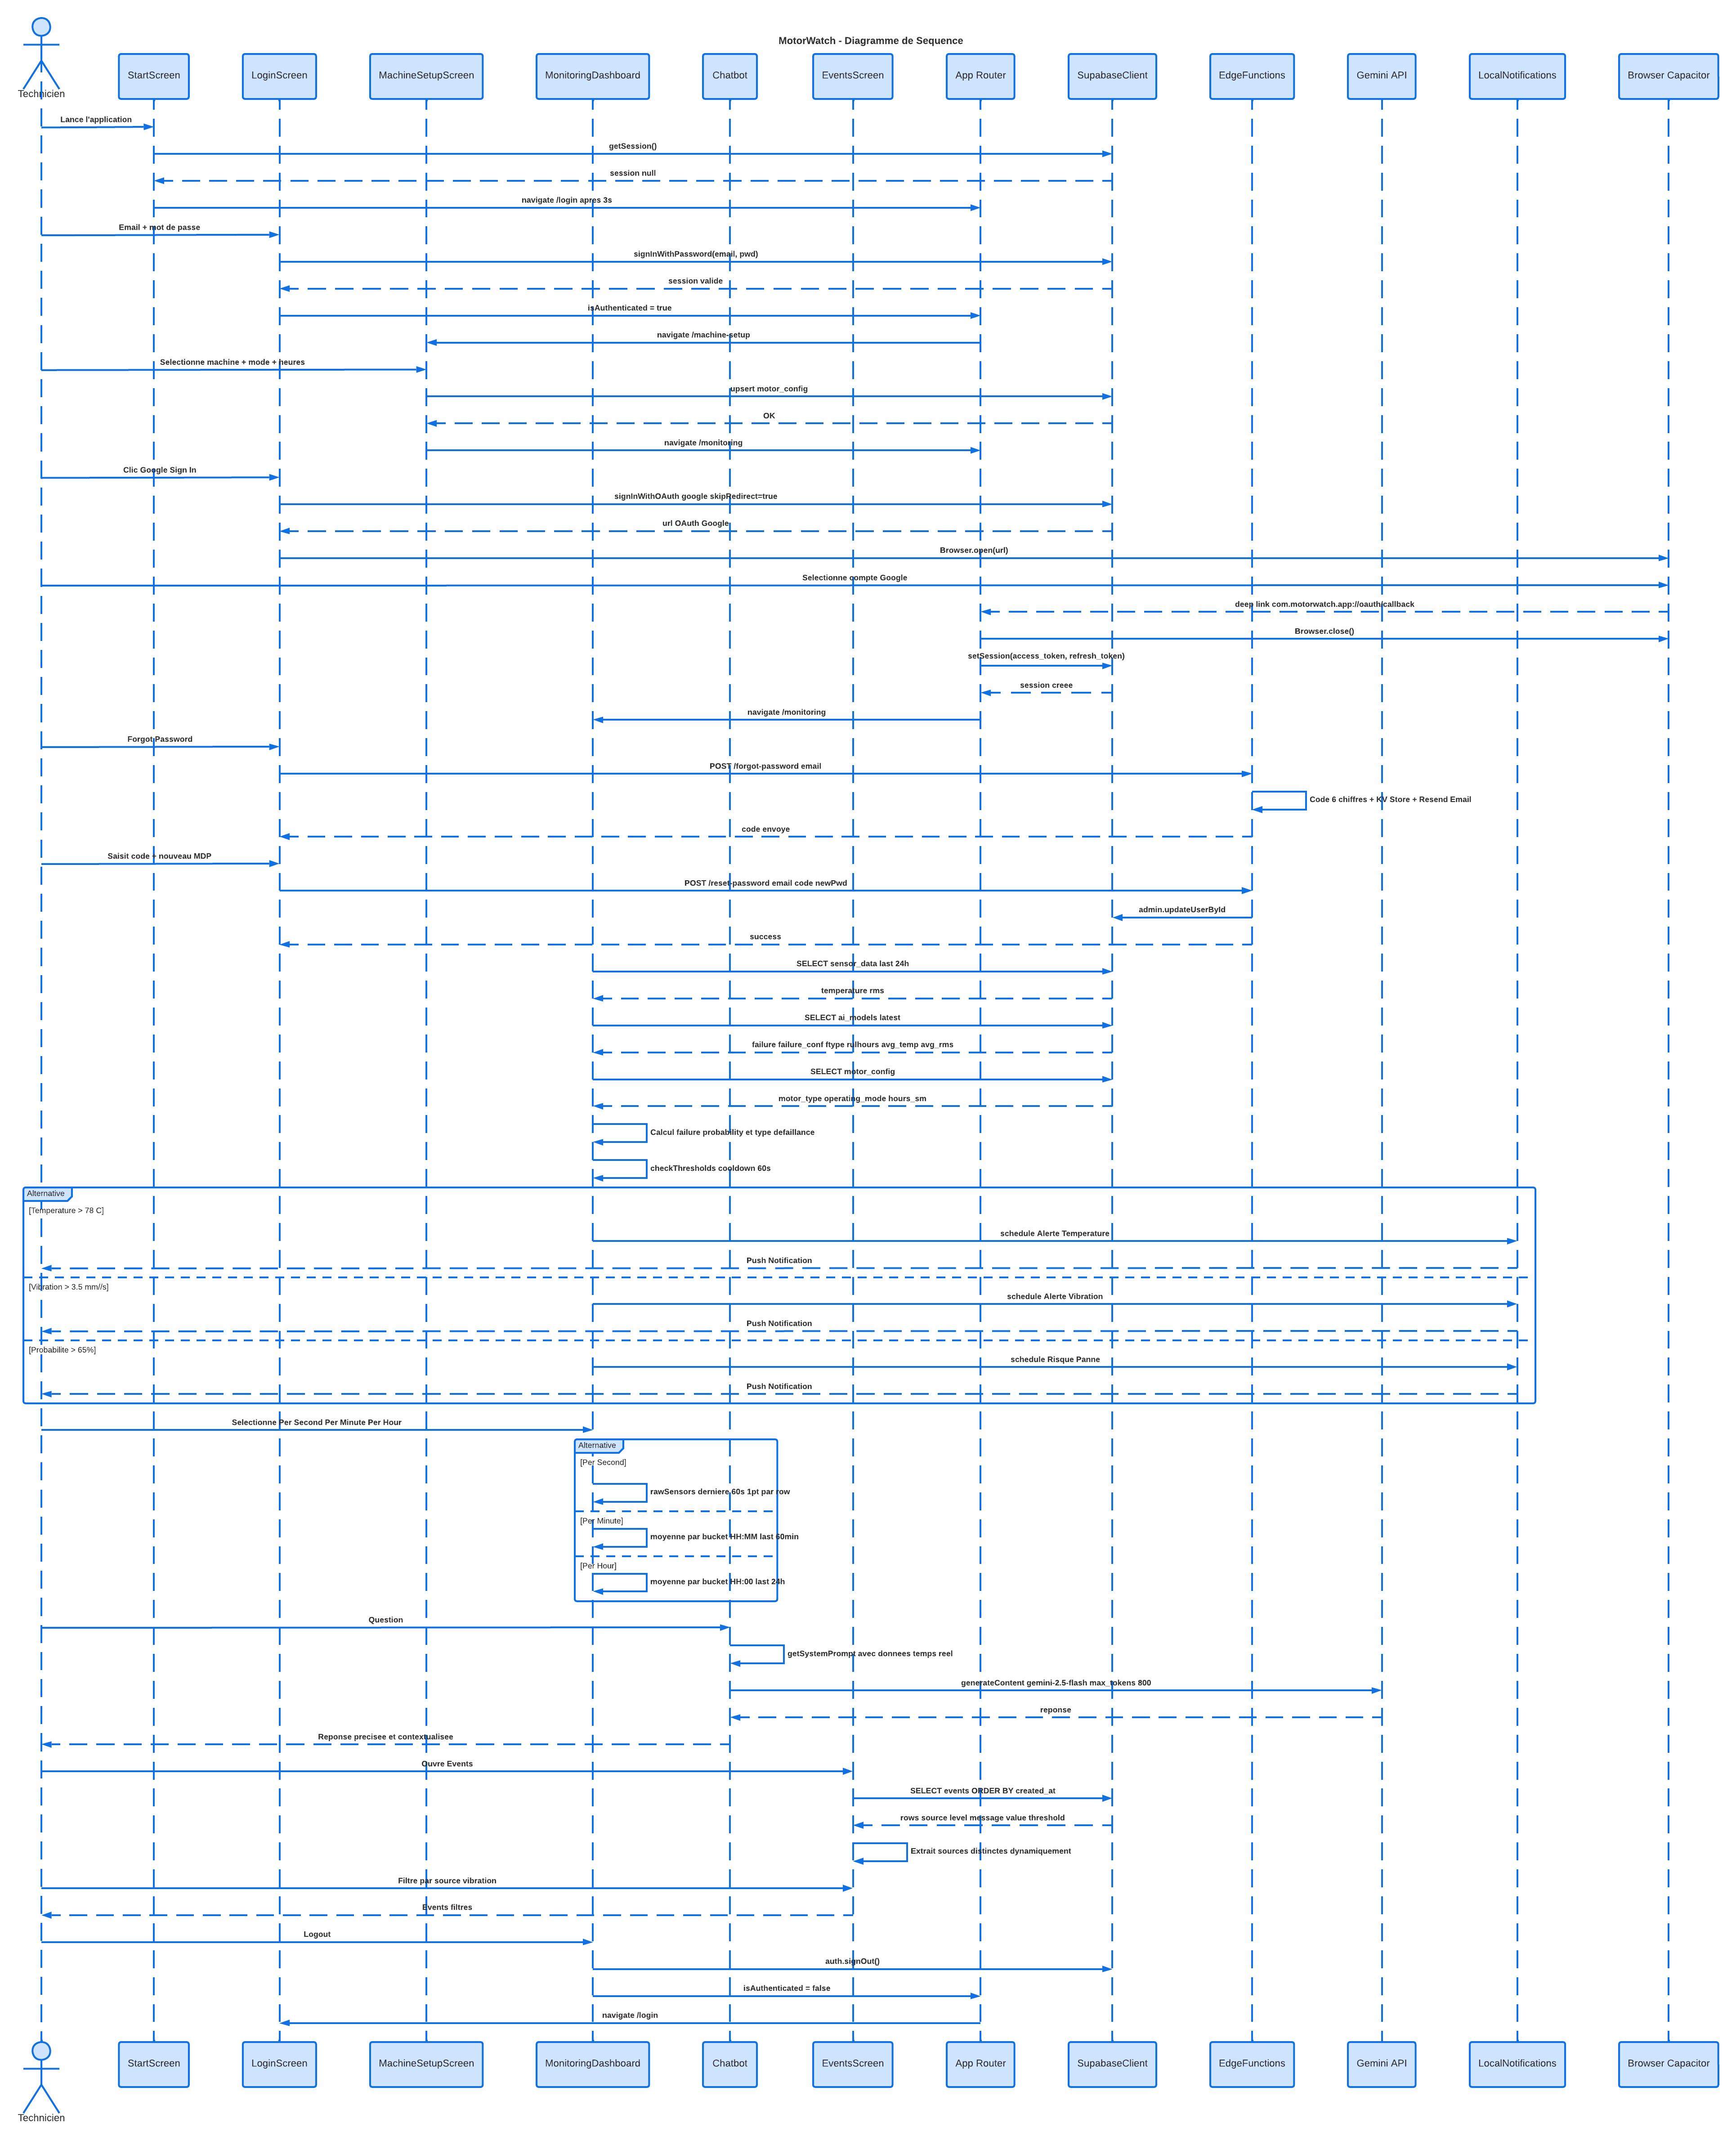 MotorWatch - Diagramme de Sequence
Technicien
StartScreen
LoginScreen
MachineSetupScreen
MonitoringDashboard
Chatbot
EventsScreen
App Router
SupabaseClient
EdgeFunctions
Gemini API
LocalNotifications
Browser Capacitor
Lance l'application
getSession()
session null
navigate /login apres 3s
Email + mot de passe
signInWithPassword(email, pwd)
session valide
isAuthenticated = true
navigate /machine-setup
Selectionne machine + mode + heures
upsert motor_config
OK
navigate /monitoring
Clic Google Sign In
signInWithOAuth google skipRedirect=true
url OAuth Google
Browser.open(url)
Selectionne compte Google
deep link com.motorwatch.app://oauth/callback
Browser.close()
setSession(access_token, refresh_token)
session creee
navigate /monitoring
Forgot Password
POST /forgot-password email
Code 6 chiffres + KV Store + Resend Email
code envoye
Saisit code + nouveau MDP
POST /reset-password email code newPwd
admin.updateUserById
success
SELECT sensor_data last 24h
temperature rms
SELECT ai_models latest
failure failure_conf ftype rulhours avg_temp avg_rms
SELECT motor_config
motor_type operating_mode hours_sm
Calcul failure probability et type defaillance
checkThresholds cooldown 60s
Alternative
[Temperature > 78 C]
schedule Alerte Temperature
Push Notification
[Vibration > 3.5 mm//s]
schedule Alerte Vibration
Push Notification
[Probabilite > 65%]
schedule Risque Panne
Push Notification
Selectionne Per Second Per Minute Per Hour
Alternative
[Per Second]
rawSensors derniere 60s 1pt par row
[Per Minute]
moyenne par bucket HH:MM last 60min
[Per Hour]
moyenne par bucket HH:00 last 24h
Question
getSystemPrompt avec donnees temps reel
generateContent gemini-2.5-flash max_tokens 800
reponse
Reponse precisee et contextualisee
Ouvre Events
SELECT events ORDER BY created_at
rows source level message value threshold
Extrait sources distinctes dynamiquement
Filtre par source vibration
Events filtres
Logout
auth.signOut()
isAuthenticated = false
navigate /login
StartScreen
LoginScreen
MachineSetupScreen
MonitoringDashboard
Chatbot
EventsScreen
App Router
SupabaseClient
EdgeFunctions
Gemini API
LocalNotifications
Browser Capacitor
Technicien